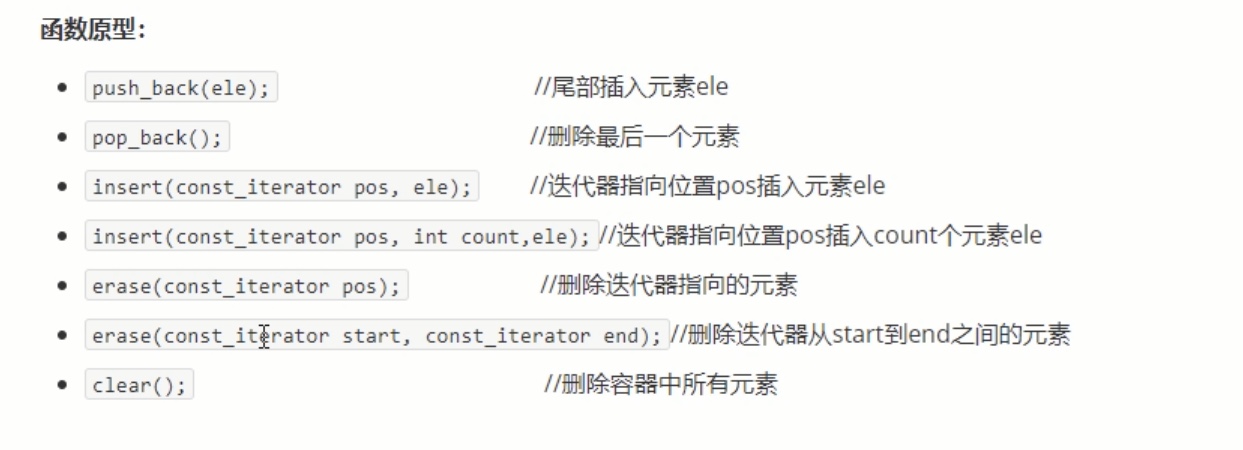 函数原型：
push_back(ele); //尾部插入元素ele
pop_back(); //删除最后一个元素
insert(const_iterator pos, ele); //迭代器指向位置pos插入元素ele
insert(const_iterator pos, int count,ele); //迭代器指向位置pos插入count个元素ele
erase(const_iterator pos); //删除迭代器指向的元素
erase(const_iterator start, const_iterator end); //删除迭代器从start到end之间的元素
clear(); //删除容器中所有元素